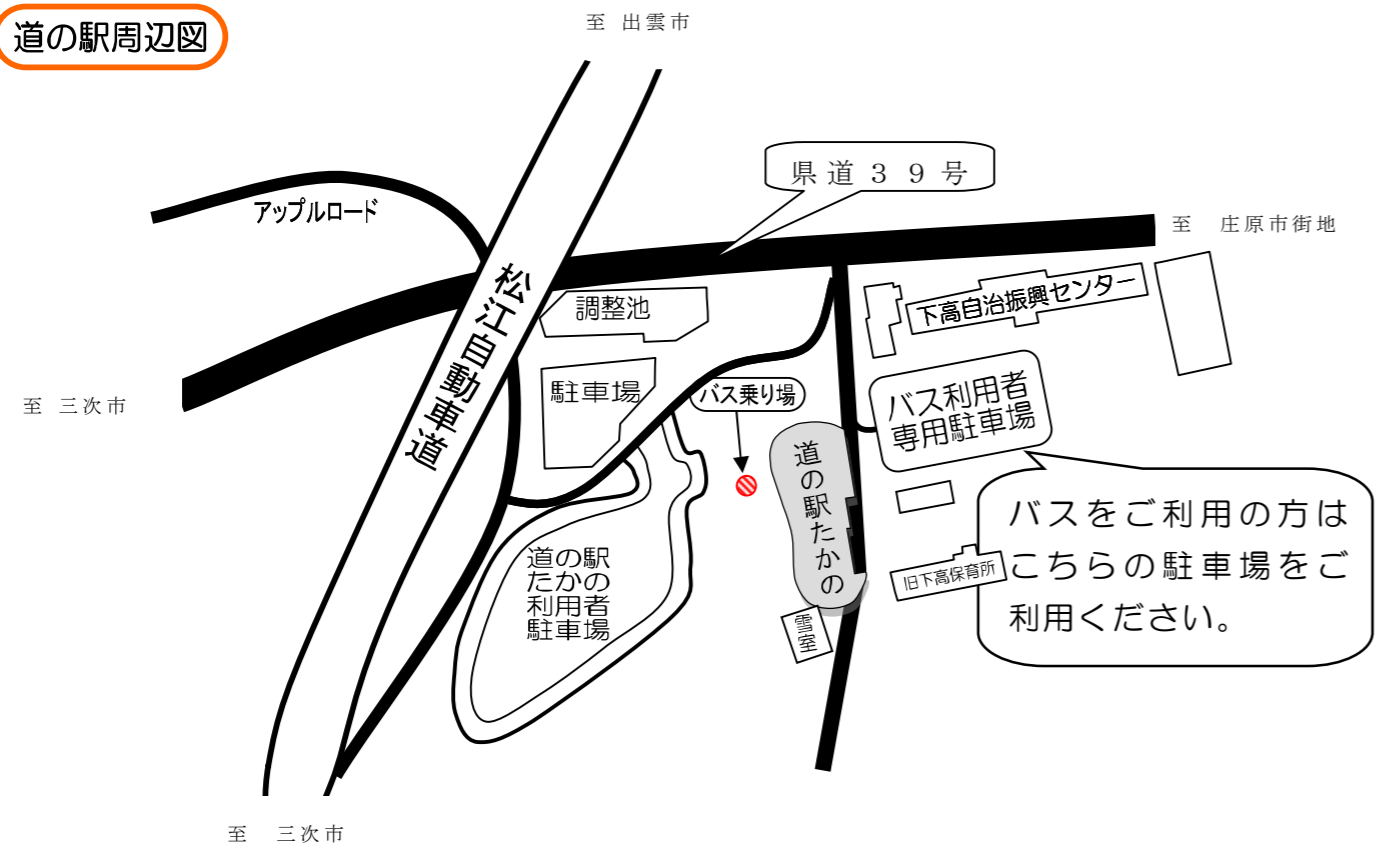 道の駅周辺図
至 出雲市
県道３９号
アップルロード
至 庄原市街地
松江自動車道
調整池
下高自治振興センター
駐車場
バス乗り場
バス利用者
専用駐車場
至 三次市
道の駅たかの
バスをご利用の方は
こちらの駐車場をご
利用ください。
道の駅
たかの
利用者
駐車場
旧下高保育所
雪室
至 三次市